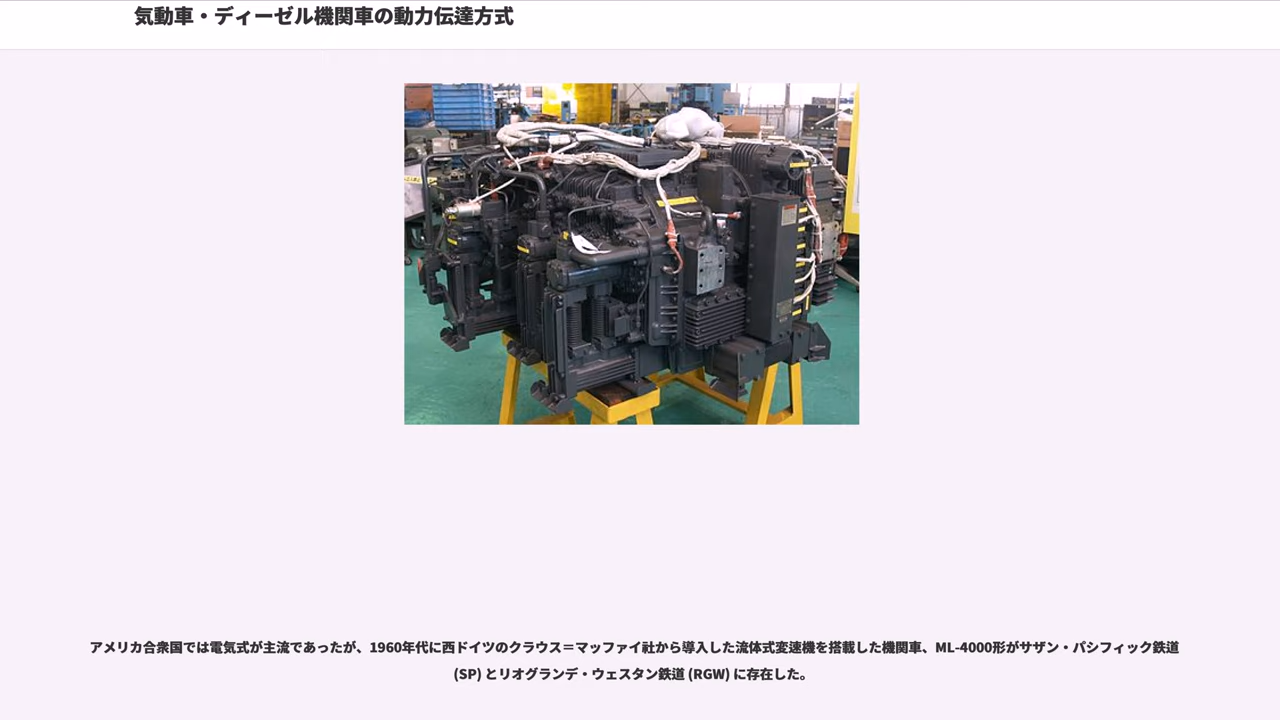 気動車・ディーゼル機関車の動力伝達方式
アメリカ合衆国では電気式が主流であったが、1960年代に西ドイツのクラウス＝マッファイ社から導入した流体式変速機を搭載した機関車、ML-4000形がサザン・パシフィック鉄道
(SP) とリオグランデ・ウェスタン鉄道 (RGW) に存在した。